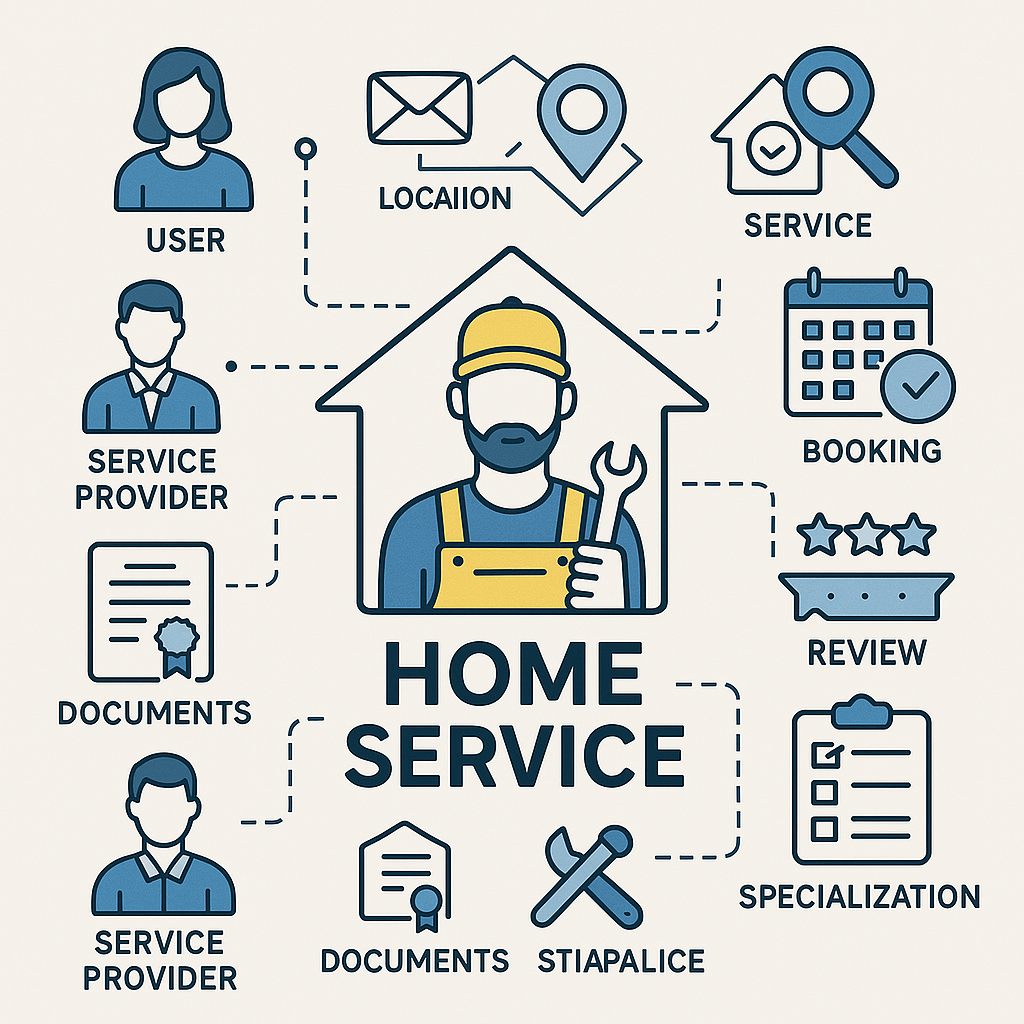 USER
LOCAIION
SERVICE
SERVICE
PROVIDER
BOOKING
DOCUMENTS
REVIEW
HOME
SERVICE
SERVICE
PROVIDER
DOCUMENTS
STIAPALICE
SPECIALIZATION